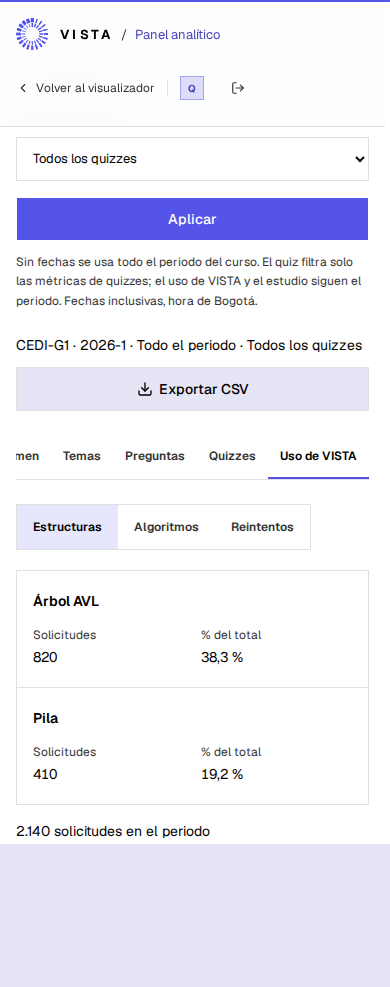 VISTA / Panel analítico
Volver al visualizador Q
Todos los quizzes
Aplicar
Sin fechas se usa todo el periodo del curso. El quiz filtra solo
las métricas de quizzes; el uso de VISTA y el estudio siguen el
periodo. Fechas inclusivas, hora de Bogotá.
CEDI-G1 · 2026-1 · Todo el periodo · Todos los quizzes
Exportar CSV
men Temas Preguntas Quizzes Uso de VISTA
Estructuras Algoritmos Reintentos
Árbol AVL
Solicitudes % del total
820 38,3 %
Pila
Solicitudes % del total
410 19,2 %
2.140 solicitudes en el periodo